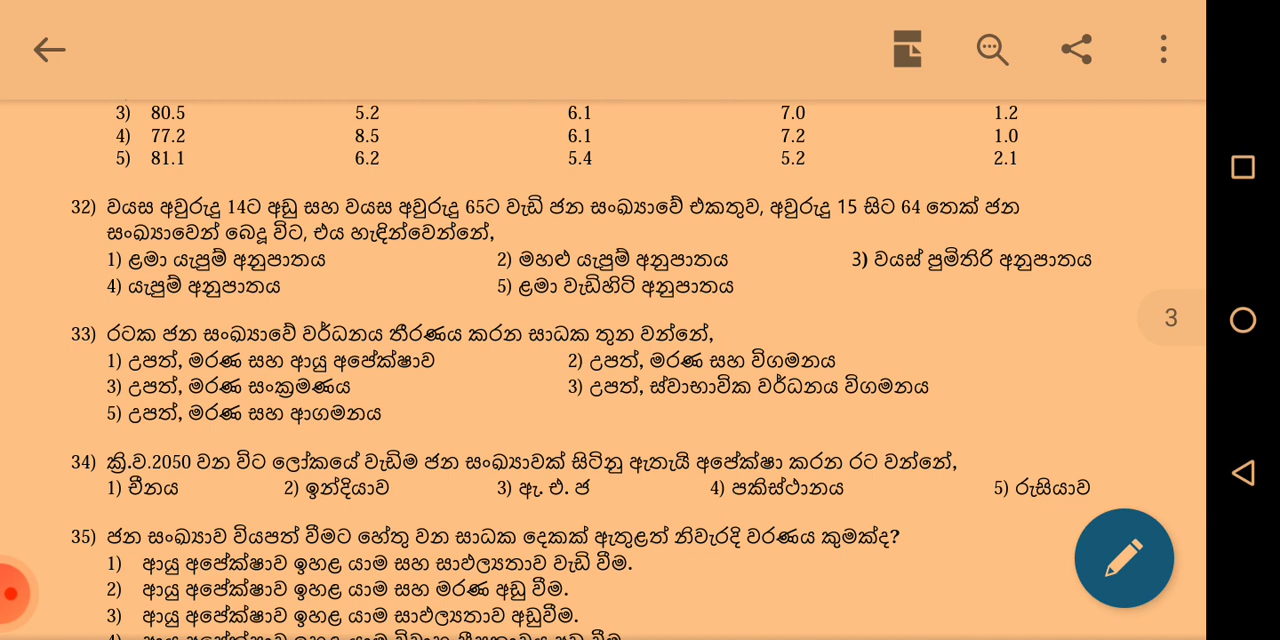 3) 80.5 5.2 6.1 7.0 1.2
4) 77.2 8.5 6.1 7.2 1.0
5) 81.1 6.2 5.4 5.2 2.1
32) වයස අවුරුදු 14ට අඩු සහ වයස අවුරුදු 65ට වැඩි ජන සංඛ්‍යාවේ එකතුව, අවුරුදු 15 සිට 64 තෙක් ජන
සංඛ්‍යාවෙන් බෙදූ විට, එය හැඳින්වෙන්නේ,
1) ළමා යැපුම් අනුපාතය 2) මහළු යැපුම් අනුපාතය 3) වයස් පුමිතිරි අනුපාතය
4) යැපුම් අනුපාතය 5) ළමා වැඩිහිටි අනුපාතය
33) රටක ජන සංඛ්‍යාවේ වර්ධනය තීරණය කරන සාධක තුන වන්නේ,
1) උපත්, මරණ සහ ආයු අපේක්ෂාව 2) උපත්, මරණ සහ විගමනය
3) උපත්, මරණ සංක්‍රමණය 3) උපත්, ස්වාභාවික වර්ධනය විගමනය
5) උපත්, මරණ සහ ආගමනය
3
34) ක්‍රි.ව.2050 වන විට ලෝකයේ වැඩිම ජන සංඛ්‍යාවක් සිටිනු ඇතැයි අපේක්ෂා කරන රට වන්නේ,
1) චීනය 2) ඉන්දියාව 3) ඇ. එ. ජ 4) පකිස්ථානය 5) රුසියාව
35) ජන සංඛ්‍යාව වියපත් වීමට හේතු වන සාධක දෙකක් ඇතුළත් නිවැරදි වරණය කුමක්ද?
1) ආයු අපේක්ෂාව ඉහළ යාම සහ සාඵල්‍යතාව වැඩි වීම.
2) ආයු අපේක්ෂාව ඉහළ යාම සහ මරණ අඩු වීම.
3) ආයු අපේක්ෂාව ඉහළ යාම සාඵල්‍යතාව අඩුවීම.